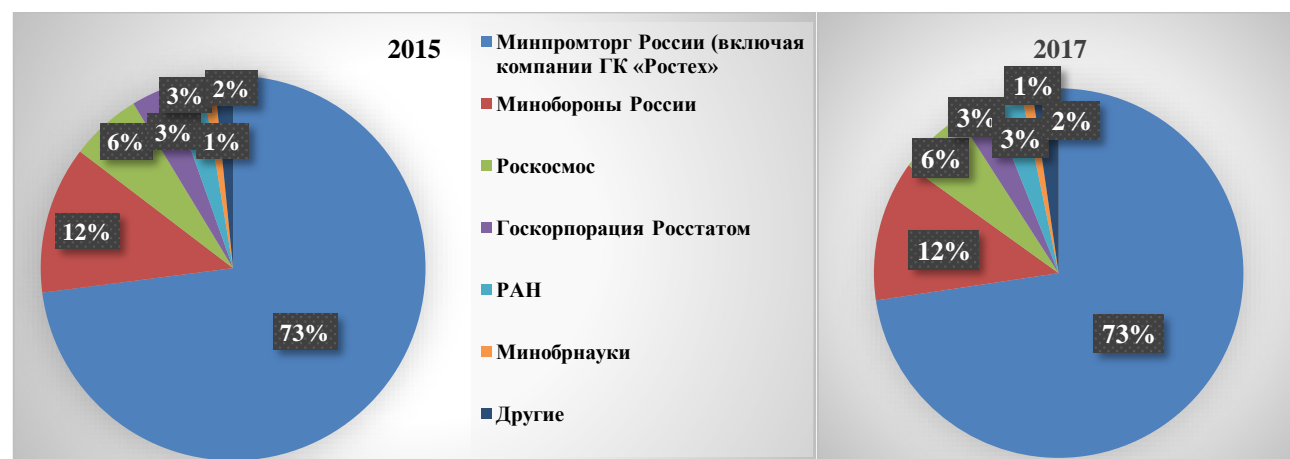 2015
3%
2%
6%
3%
1%
12%
73%
Минпромторг России (включая
компании ГК «Ростех»
Минобороны России
Роскосмос
Госкорпорация Росстатом
РАН
Минобрнауки
Другие
2017
1%
3%
2%
3%
6%
12%
73%